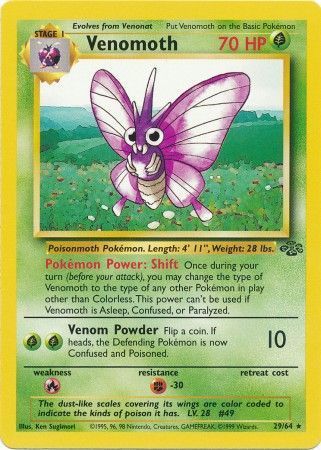 STAGE 1
Evolves from Venonat
Put Venomoth on the Basic Pokémon
Venomoth
70 HP
Poisonmoth Pokémon. Length: 4' 11", Weight: 28 lbs.
Pokémon Power: Shift Once during your
turn (before your attack), you may change the type of
Venomoth to the type of any other Pokémon in play
other than Colorless. This power can't be used if
Venomoth is Asleep, Confused, or Paralyzed.
Venom Powder Flip a coin. If
heads, the Defending Pokémon is now
Confused and Poisoned.
10
weakness
resistance
retreat cost
-30
The dust-like scales covering its wings are color coded to
indicate the kinds of poison it has. LV. 28 #49
Illus. Ken Sugimori
©1995, 96, 98 Nintendo, Creatures, GAMEFREAK. ©1999 Wizards.
29/64 ★